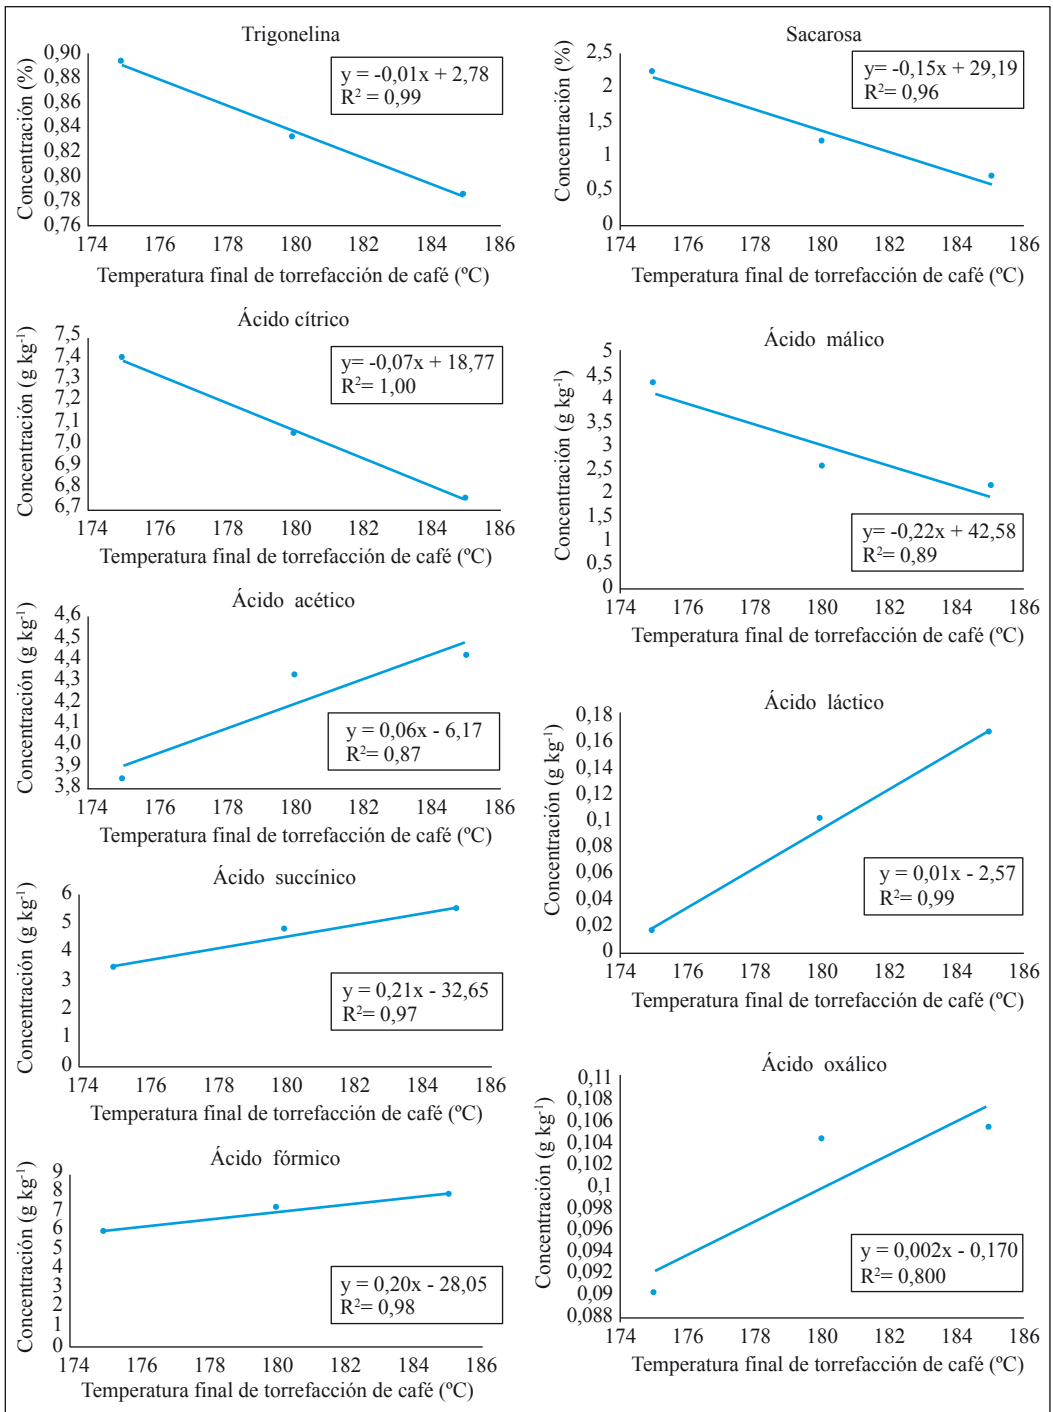 Trigonelina
Concentración (%)
0,90
0,88
0,86
0,84
0,82
0,80
0,78
0,76
y = -0,01x + 2,78
R² = 0,99
174 176 178 180 182 184 186
Temperatura final de torrefacción de café (ºC)
Sacarosa
Concentración (%)
2,5
2
1,5
1
0,5
0
y= -0,15x + 29,19
R²= 0,96
174 176 178 180 182 184 186
Temperatura final de torrefacción de café (ºC)
Ácido cítrico
Concentración (g kg⁻¹)
7,5
7,4
7,3
7,2
7,1
7,0
6,9
6,8
6,7
y= -0,07x + 18,77
R²= 1,00
174 176 178 180 182 184 186
Temperatura final de torrefacción de café (ºC)
Ácido málico
Concentración (g kg⁻¹)
5
4,5
4
3,5
3
2,5
2
1,5
1
0,5
0
y= -0,22x + 42,58
R²= 0,89
174 176 178 180 182 184 186
Temperatura final de torrefacción de café (ºC)
Ácido acético
Concentración (g kg⁻¹)
4,6
4,5
4,4
4,3
4,2
4,1
4,0
3,9
3,8
y = 0,06x - 6,17
R²= 0,87
174 176 178 180 182 184 186
Temperatura final de torrefacción de café (ºC)
Ácido láctico
Concentración (g kg⁻¹)
0,18
0,16
0,14
0,12
0,1
0,08
0,06
0,04
0,02
0
y = 0,01x - 2,57
R²= 0,99
174 176 178 180 182 184 186
Temperatura final de torrefacción de café (ºC)
Ácido succínico
Concentración (g kg⁻¹)
6
5
4
3
2
1
0
y = 0,21x - 32,65
R²= 0,97
174 176 178 180 182 184 186
Temperatura final de torrefacción de café (ºC)
Ácido oxálico
Concentración (g kg⁻¹)
0,11
0,108
0,106
0,104
0,102
0,1
0,098
0,096
0,094
0,092
0,09
0,088
y = 0,002x - 0,170
R²= 0,800
174 176 178 180 182 184 186
Temperatura final de torrefacción de café (ºC)
Ácido fórmico
Concentración (g kg⁻¹)
9
8
7
6
5
4
3
2
1
0
y = 0,20x - 28,05
R²= 0,98
174 176 178 180 182 184 186
Temperatura final de torrefacción de café (ºC)